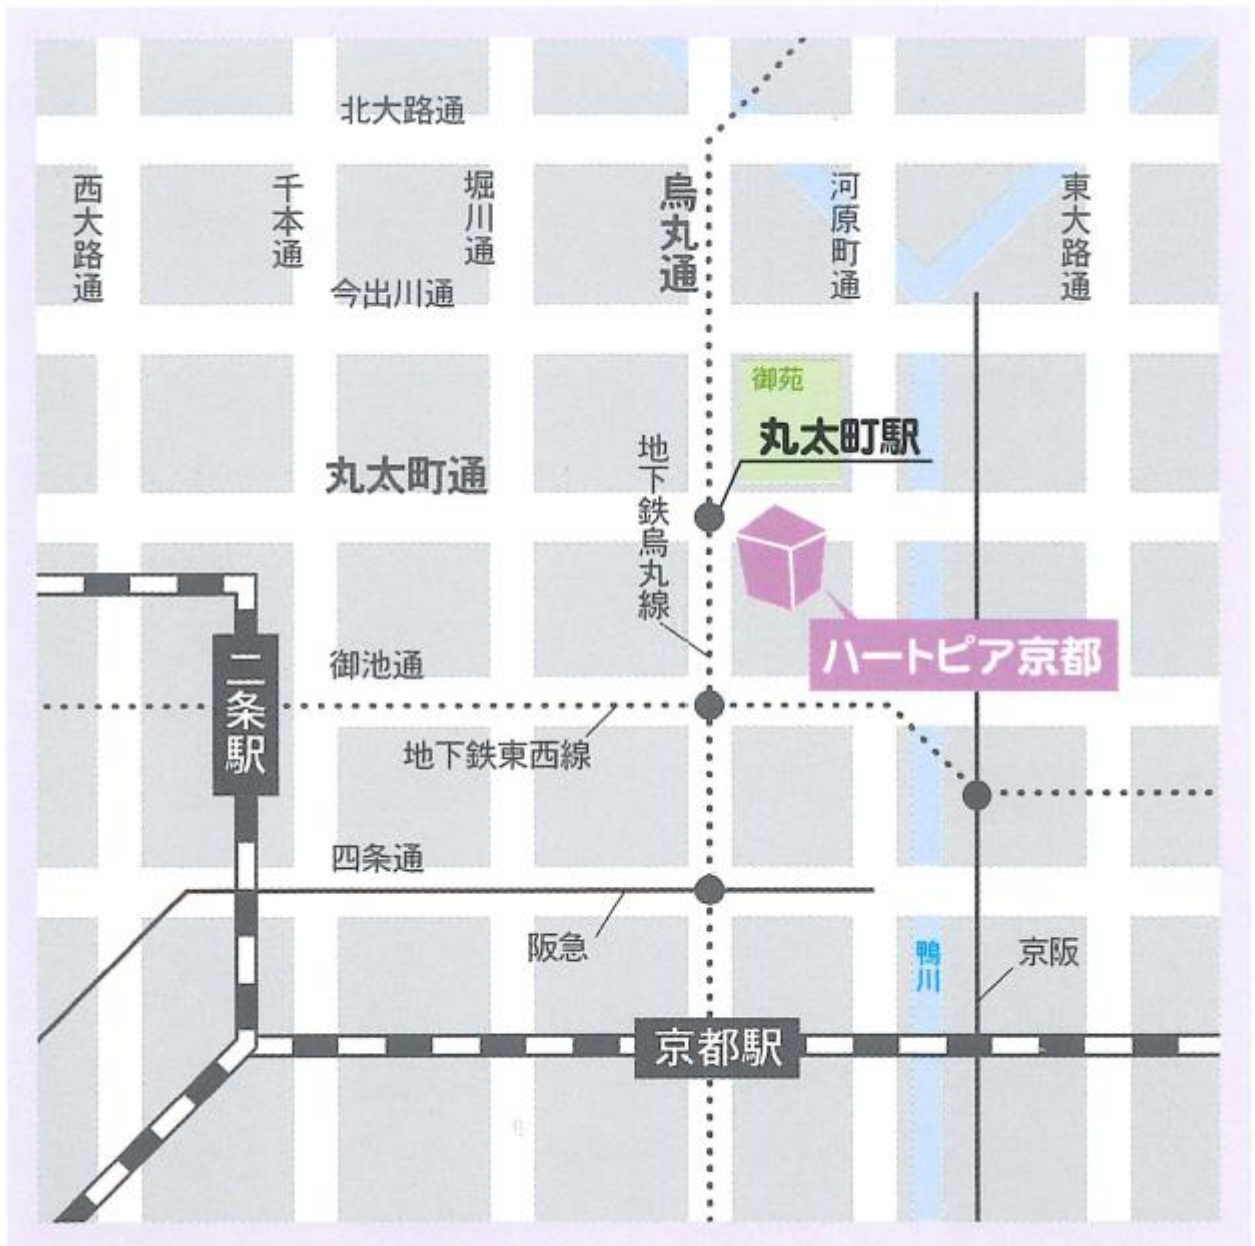 北大路通
西大路通
千本通
堀川通
烏丸通
河原町通
東大路通
今出川通
御苑
丸太町駅
丸太町通
地下鉄烏丸線
ハートピア京都
二条駅
御池通
地下鉄東西線
四条通
阪急
鴨川
京阪
京都駅